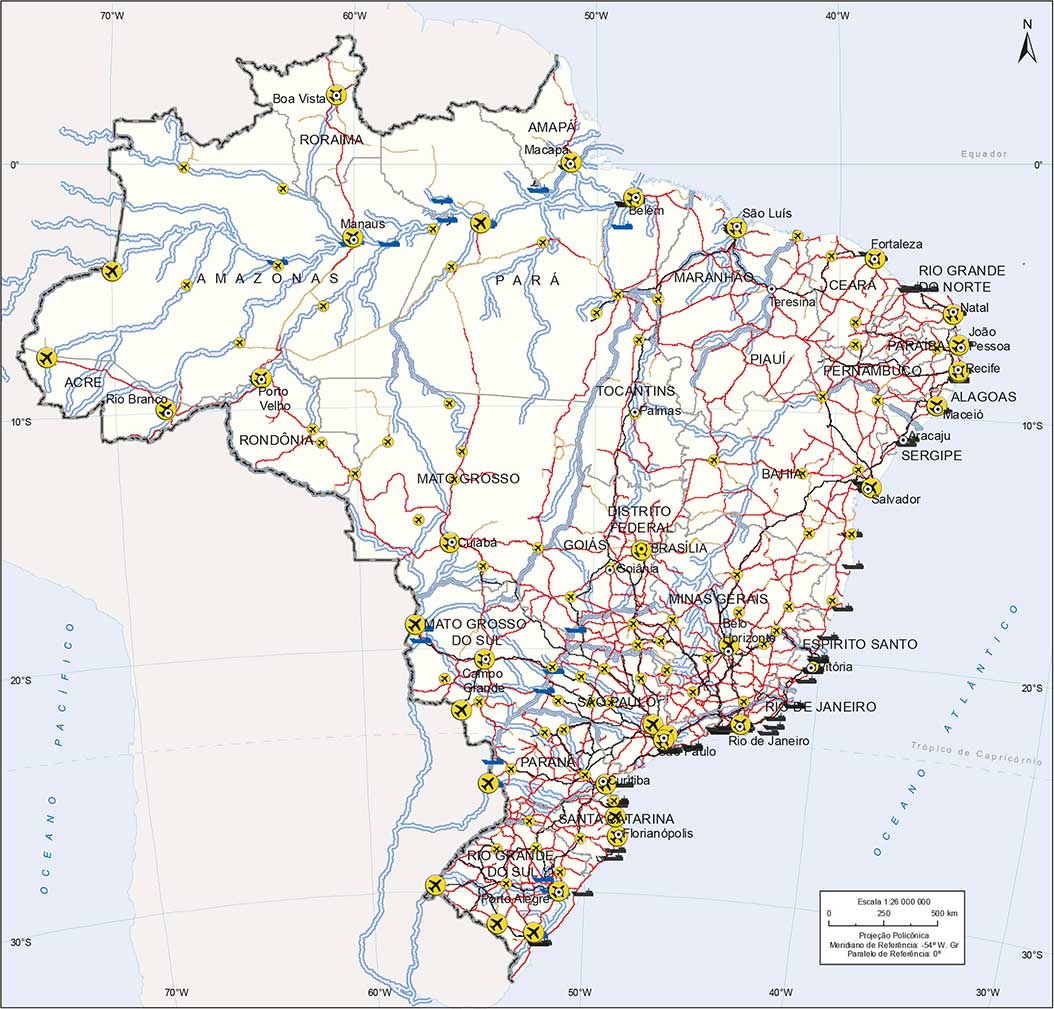 70°W
60°W
50°W
40°W
N
Boa Vista
RORAIMA
AMAPÁ
Macapá
0°
Equador
0°
Belém
São Luís
Manaus
Fortaleza
AMAZONAS
PARÁ
MARANHÃO
Teresina
CEARÁ
RIO GRANDE
DO NORTE
Natal
João
Pessoa
PARAÍBA
PIAUÍ
PERNAMBUCO
Recife
ACRE
Rio Branco
Porto
Velho
TOCANTINS
Palmas
ALAGOAS
Maceió
10°S
10°S
RONDÔNIA
Aracaju
SERGIPE
MATO GROSSO
BAHIA
Salvador
DISTRITO
FEDERAL
Cuiabá
GOIÁS
BRASÍLIA
Goiânia
MINAS GERAIS
MATO GROSSO
DO SUL
Belo
Horizonte
ESPÍRITO SANTO
Vitória
Campo
Grande
20°S
20°S
SÃO PAULO
RIO DE JANEIRO
Rio de Janeiro
São Paulo
Trópico de Capricórnio
PARANÁ
Curitiba
SANTA CATARINA
Florianópolis
RIO GRANDE
DO SUL
Porto Alegre
OCEANO PACÍFICO
OCEANO ATLÂNTICO
Escala 1:26 000 000
0 250 500 km
Projeção Policônica
Meridiano de Referência: -54º W. Gr
Paralelo de Referência: 0º
30°S
30°S
70°W
60°W
50°W
40°W
30°W